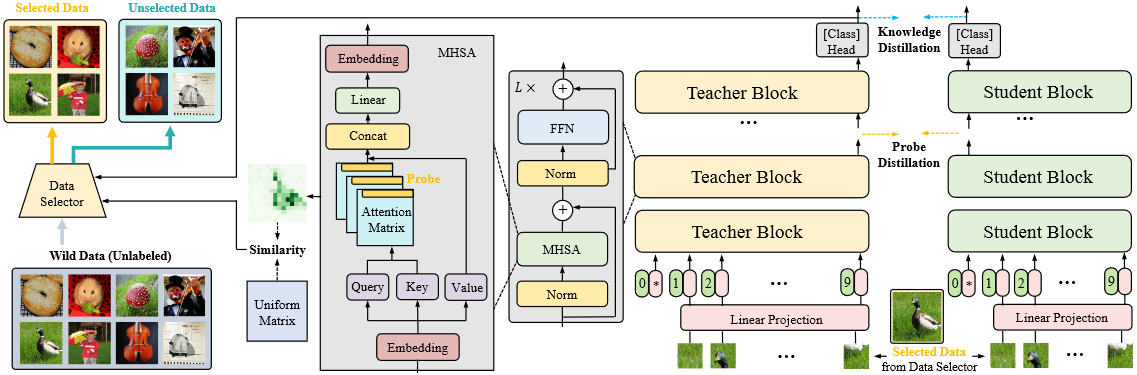 Selected Data
Unselected Data
Data
Selector
Wild Data (Unlabeled)
Similarity
Uniform
Matrix
MHSA
Embedding
Linear
Concat
Probe
Attention
Matrix
Query
Key
Value
Embedding
L ×
FFN
Norm
MHSA
Norm
[Class]
Head
Knowledge
Distillation
[Class]
Head
Teacher Block
Student Block
...
...
Probe
Distillation
Teacher Block
Student Block
Teacher Block
Student Block
0 * 1 2 ... 9
0 * 1 2 ... 9
Linear Projection
Linear Projection
...
Selected Data
from Data Selector
...